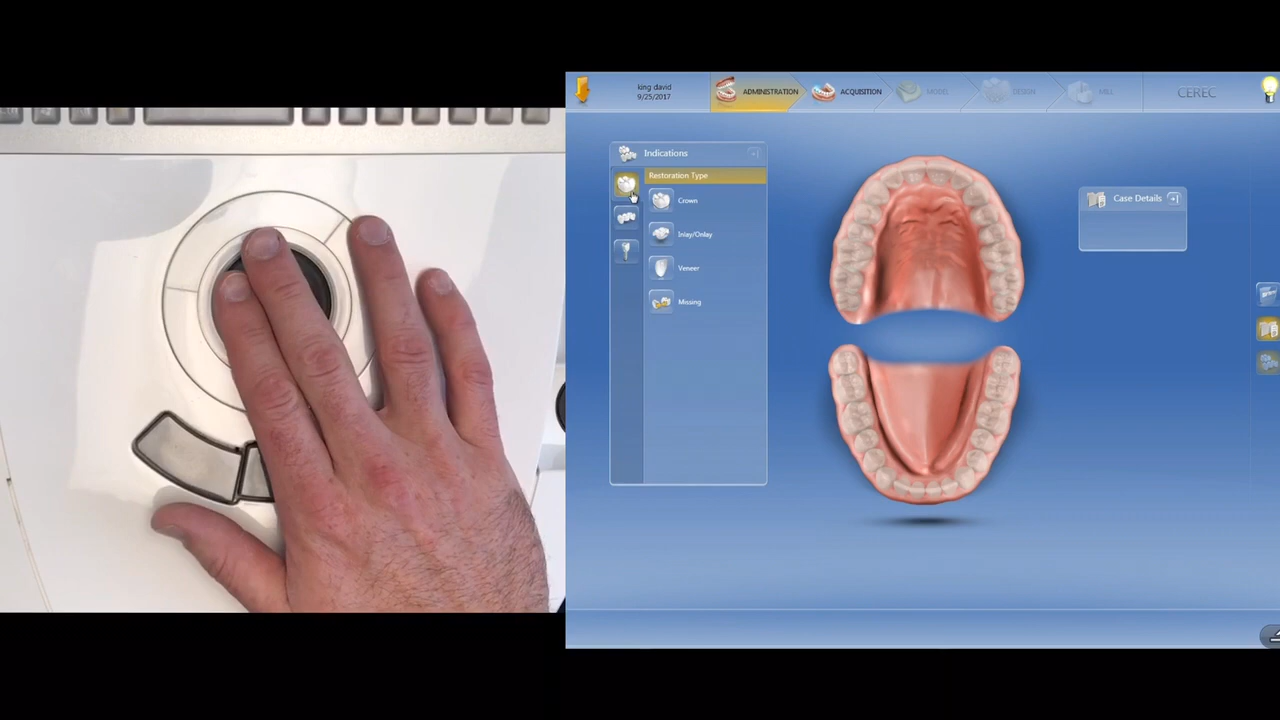 king david
9/25/2017
ADMINISTRATION
ACQUISITION
MODEL
DESIGN
MILL
CEREC
Indications
Restoration Type
Crown
Inlay/Onlay
Veneer
Missing
Case Details